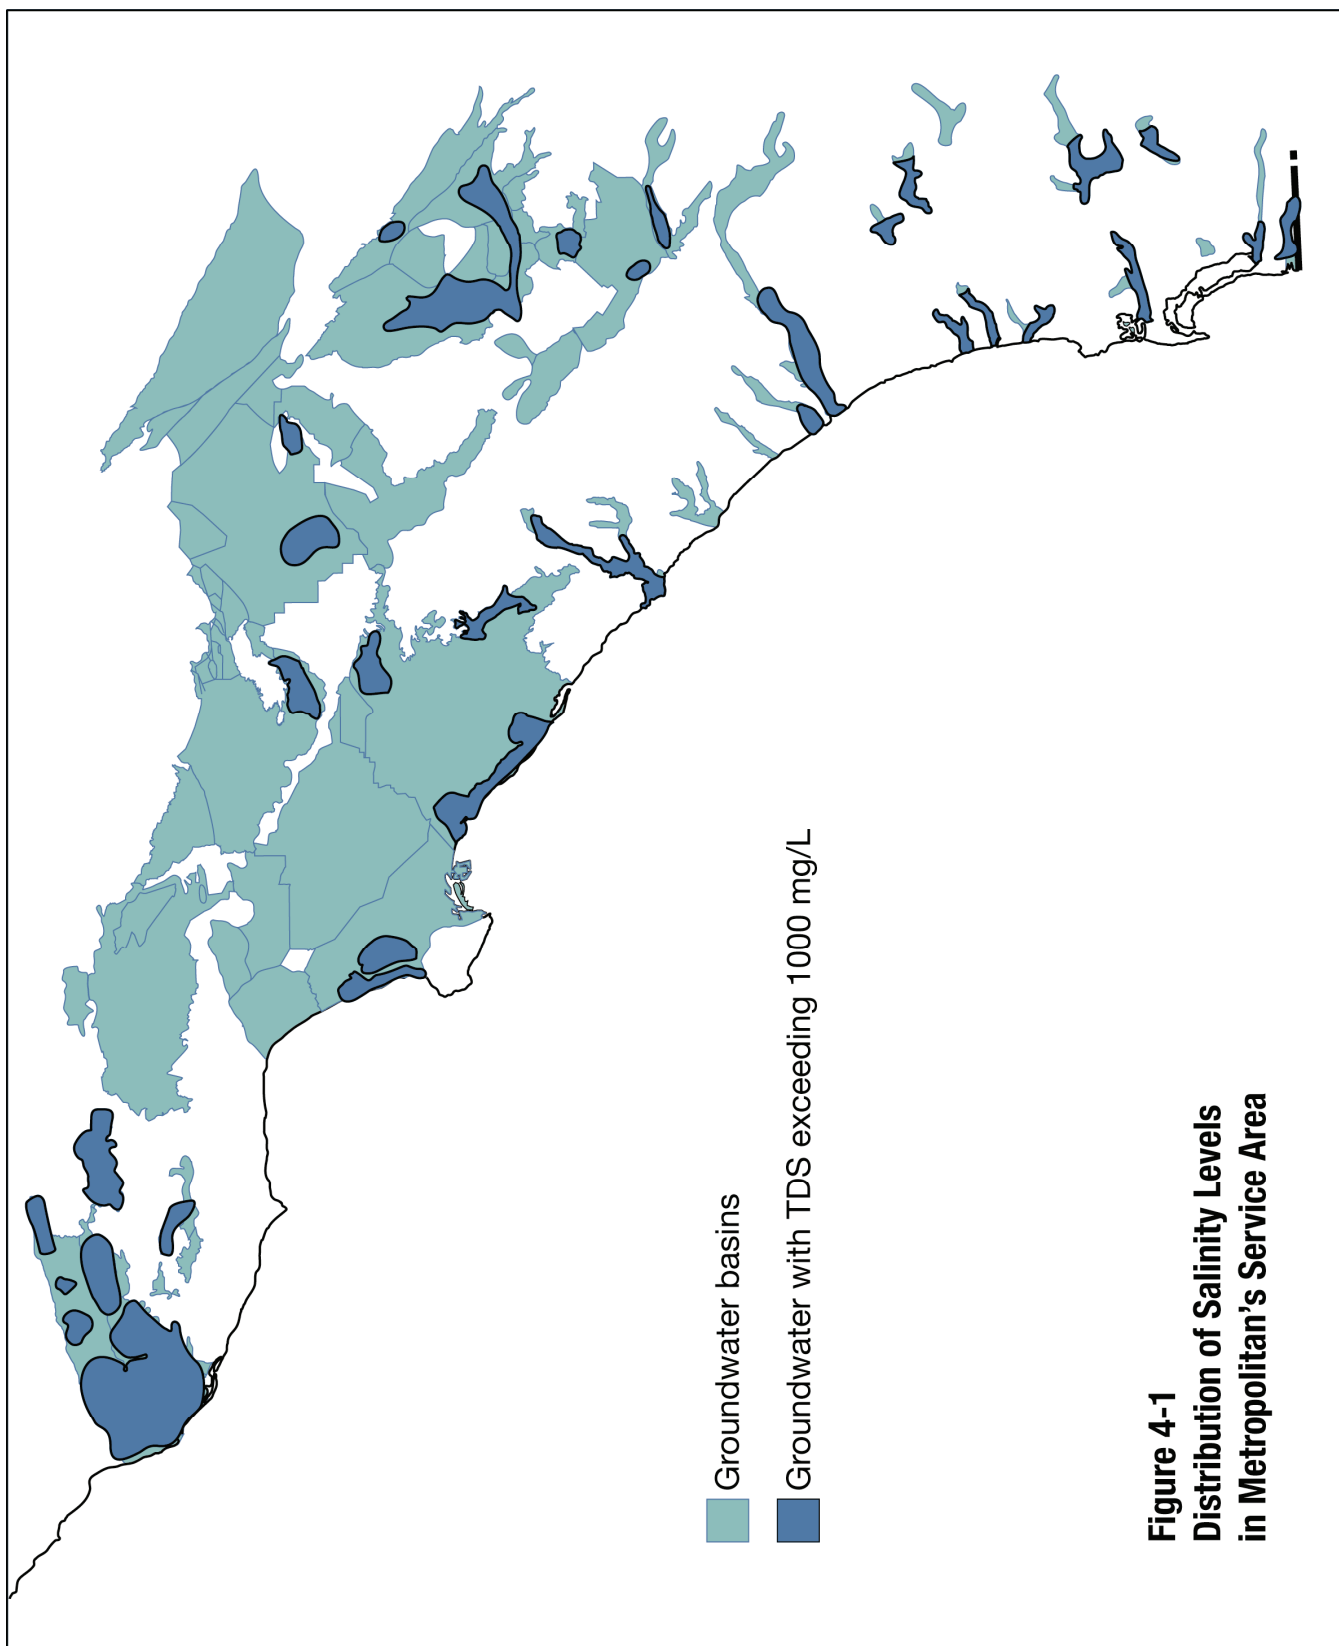 Groundwater basins
Groundwater with TDS exceeding 1000 mg/L
Figure 4-1
Distribution of Salinity Levels
in Metropolitan's Service Area